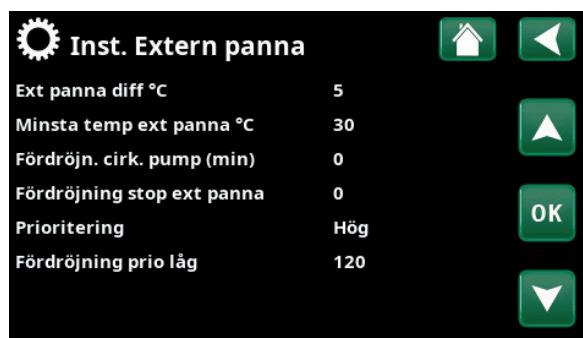 Inst. Extern panna
Ext panna diff °C 5
Minsta temp ext panna °C 30
Fördröjn. cirk. pump (min) 0
Fördröjning stop ext panna 0
Prioritering Hög
Fördröjning prio låg 120
OK